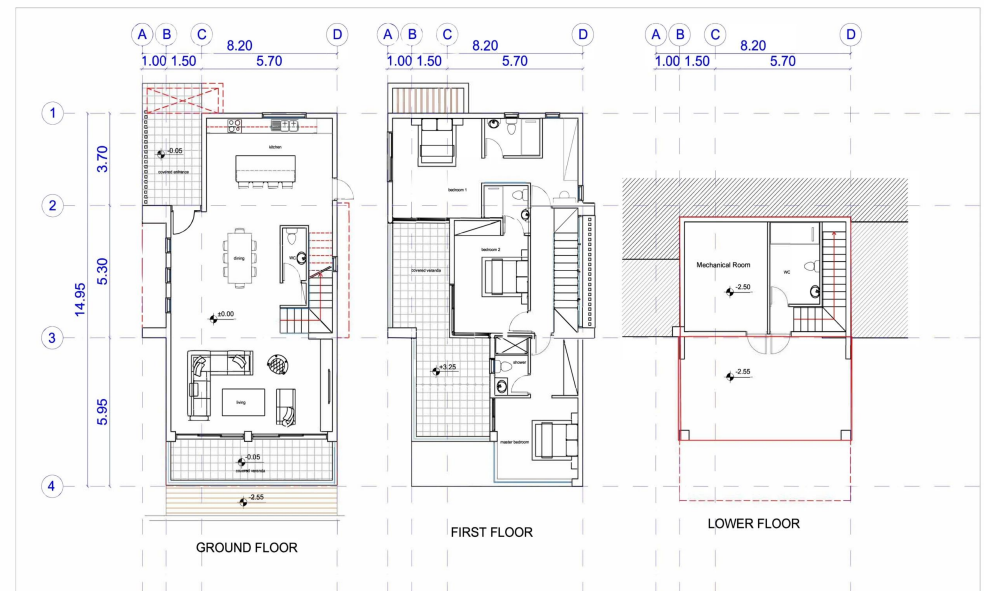 A B C D
8.20
1.00 1.50 5.70
A B C D
8.20
1.00 1.50 5.70
A B C D
8.20
1.00 1.50 5.70
1
3.70
2
5.30
14.95
3
5.95
4
kitchen
-0.05
covered entrance
dining
WC
±0.00
living
-0.05
covered veranda
-2.55
GROUND FLOOR
bedroom 1
bedroom 2
covered veranda
+3.25
shower
master bedroom
FIRST FLOOR
Mechanical Room
WC
-2.50
-2.55
LOWER FLOOR